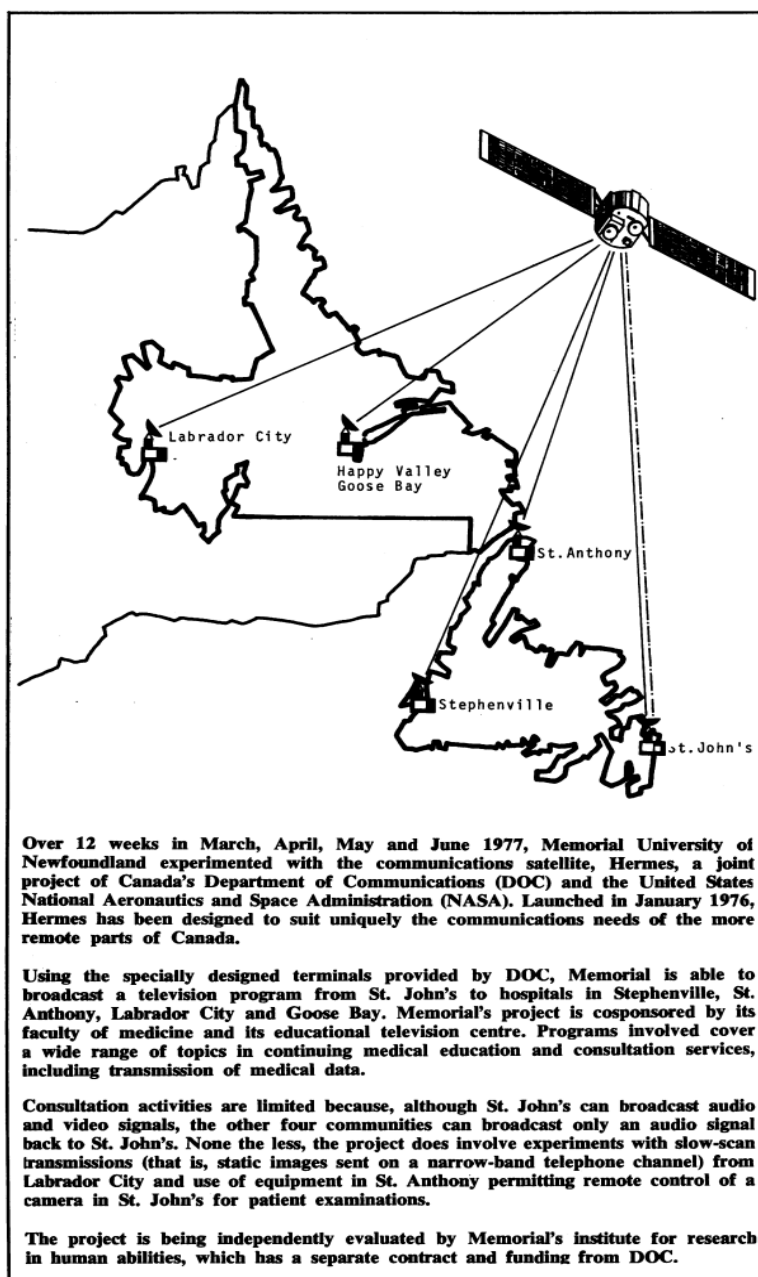 Labrador City
Happy Valley
Goose Bay
St.Anthony
Stephenville
St.John's
Over 12 weeks in March, April, May and June 1977, Memorial University of
Newfoundland experimented with the communications satellite, Hermes, a joint
project of Canada's Department of Communications (DOC) and the United States
National Aeronautics and Space Administration (NASA). Launched in January 1976,
Hermes has been designed to suit uniquely the communications needs of the more
remote parts of Canada.
Using the specially designed terminals provided by DOC, Memorial is able to
broadcast a television program from St. John's to hospitals in Stephenville, St.
Anthony, Labrador City and Goose Bay. Memorial's project is cosponsored by its
faculty of medicine and its educational television centre. Programs involved cover
a wide range of topics in continuing medical education and consultation services,
including transmission of medical data.
Consultation activities are limited because, although St. John's can broadcast audio
and video signals, the other four communities can broadcast only an audio signal
back to St. John's. None the less, the project does involve experiments with slow-scan
transmissions (that is, static images sent on a narrow-band telephone channel) from
Labrador City and use of equipment in St. Anthony permitting remote control of a
camera in St. John's for patient examinations.
The project is being independently evaluated by Memorial's institute for research
in human abilities, which has a separate contract and funding from DOC.